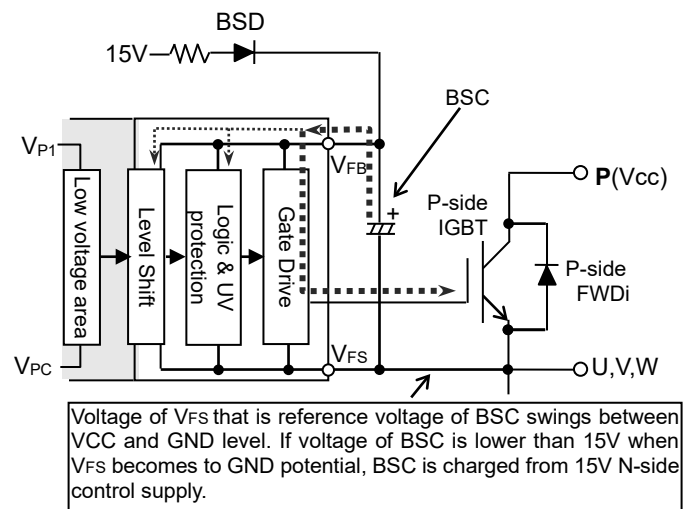 BSD
15V
BSC
VP1
VFB
P(Vcc)
+
P-side
IGBT
Low voltage area
Level Shift
Logic & UV
protection
Gate Drive
P-side
FWDi
VPC
VFS
U,V,W
Voltage of VFS that is reference voltage of BSC swings between
VCC and GND level. If voltage of BSC is lower than 15V when
VFS becomes to GND potential, BSC is charged from 15V N-side
control supply.